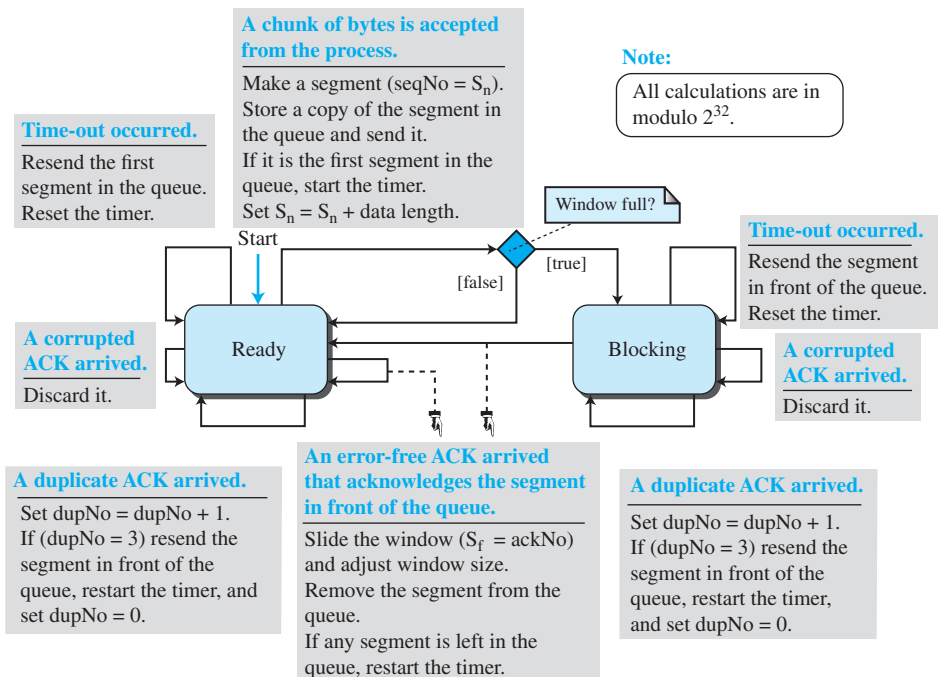 A chunk of bytes is accepted
from the process.
Make a segment (seqNo = Sₙ).
Store a copy of the segment in
the queue and send it.
If it is the first segment in the
queue, start the timer.
Set Sₙ = Sₙ + data length.
Note:
All calculations are in
modulo 2³².
Time-out occurred.
Resend the first
segment in the queue.
Reset the timer.
Window full?
Start
[false]
[true]
Time-out occurred.
Resend the segment
in front of the queue.
Reset the timer.
Ready
Blocking
A corrupted
ACK arrived.
Discard it.
A corrupted
ACK arrived.
Discard it.
A duplicate ACK arrived.
Set dupNo = dupNo + 1.
If (dupNo = 3) resend the
segment in front of the
queue, restart the timer, and
set dupNo = 0.
An error-free ACK arrived
that acknowledges the segment
in front of the queue.
Slide the window (S_f = ackNo)
and adjust window size.
Remove the segment from the
queue.
If any segment is left in the
queue, restart the timer.
A duplicate ACK arrived.
Set dupNo = dupNo + 1.
If (dupNo = 3) resend the
segment in front of the
queue, restart the timer,
and set dupNo = 0.